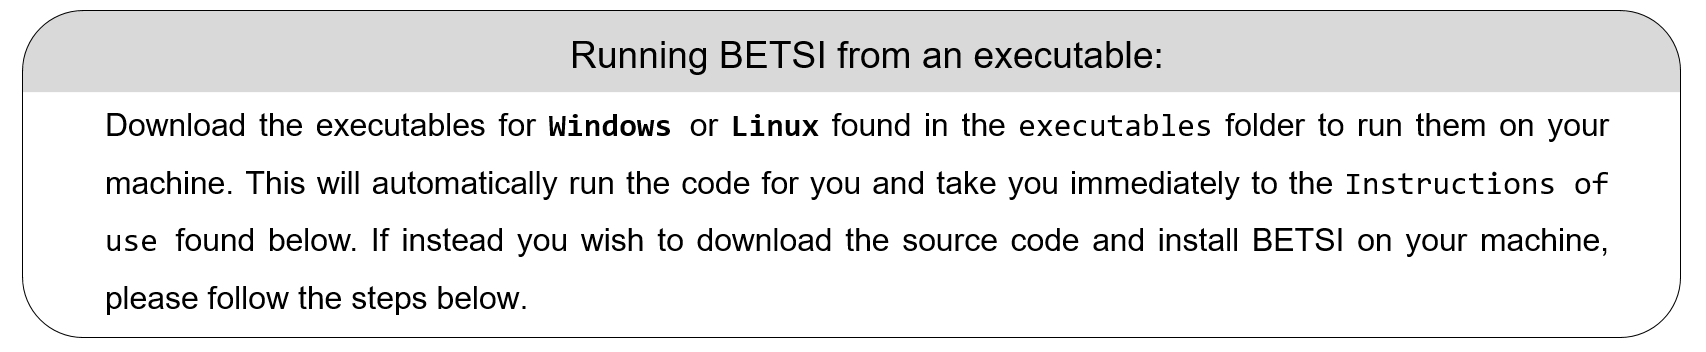 Running BETSI from an executable:
Download the executables for Windows or Linux found in the executables folder to run them on your
machine. This will automatically run the code for you and take you immediately to the Instructions of
use found below. If instead you wish to download the source code and install BETSI on your machine,
please follow the steps below.